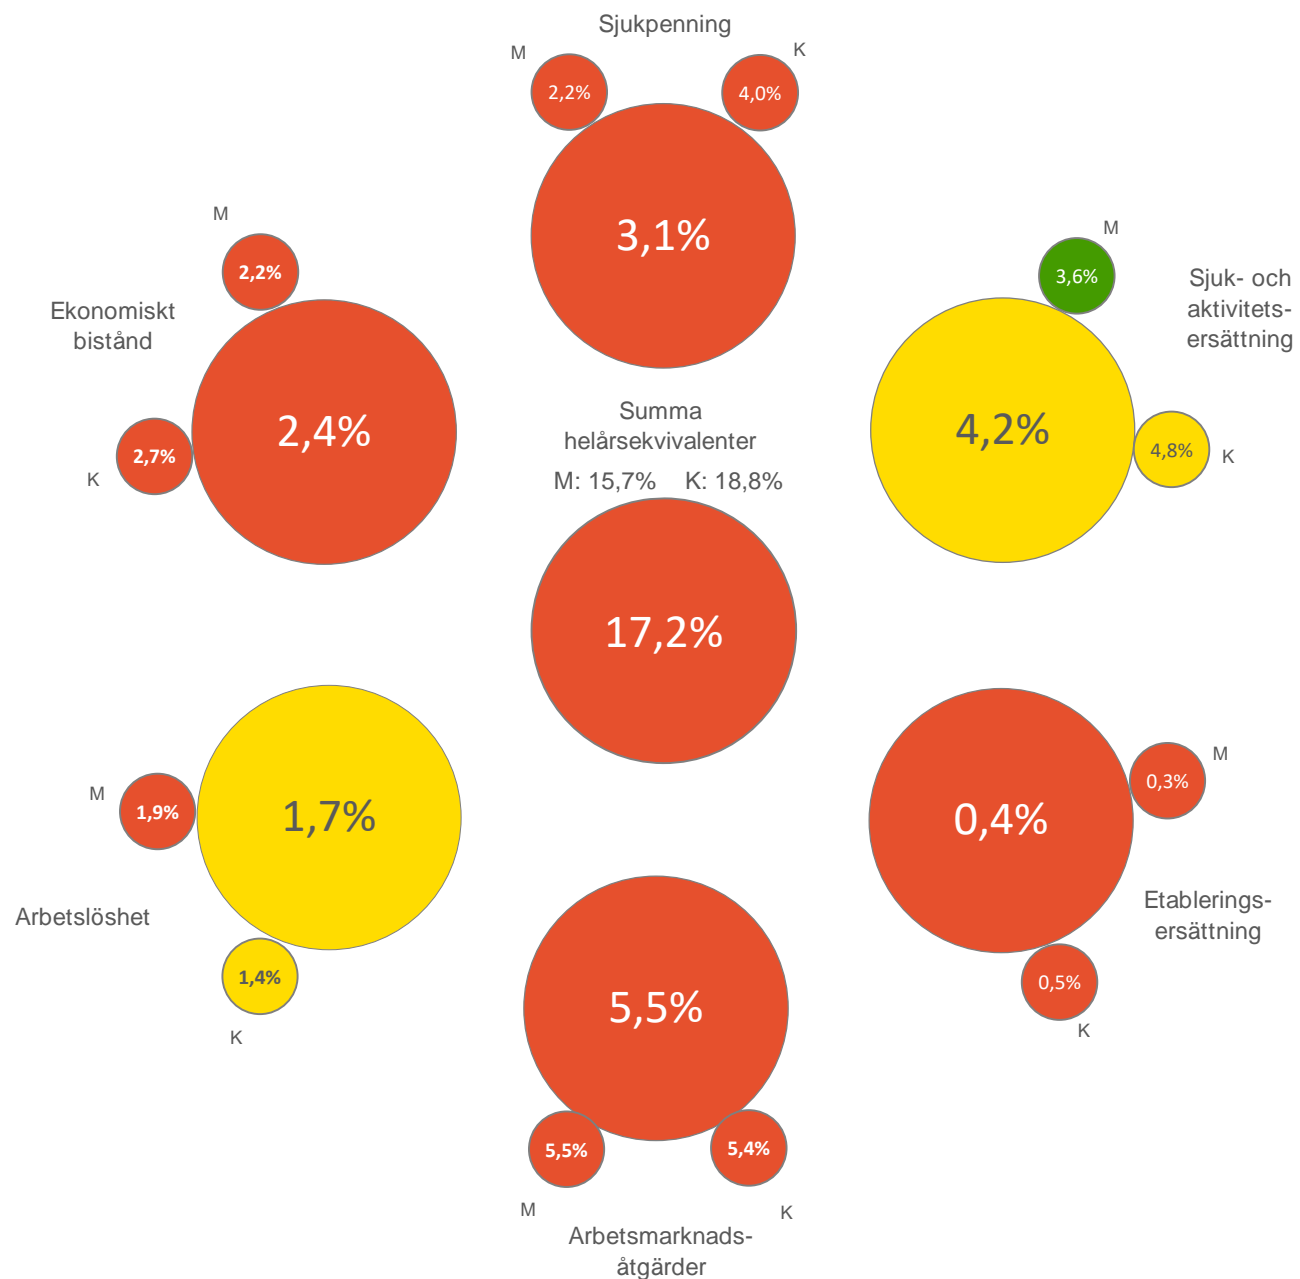 Sjukpenning
M
K
2,2%
4,0%
3,1%
M
2,2%
Ekonomiskt
bistånd
2,4%
2,7%
K
M
3,6%
Sjuk- och
aktivitets-
ersättning
4,2%
4,8%
K
Summa
helårsekvivalenter
M: 15,7% K: 18,8%
17,2%
M
1,9%
1,7%
Arbetslöshet
1,4%
K
0,4%
M
0,3%
Etablerings-
ersättning
0,5%
K
5,5%
5,5%
5,4%
M
K
Arbetsmarknads-
åtgärder